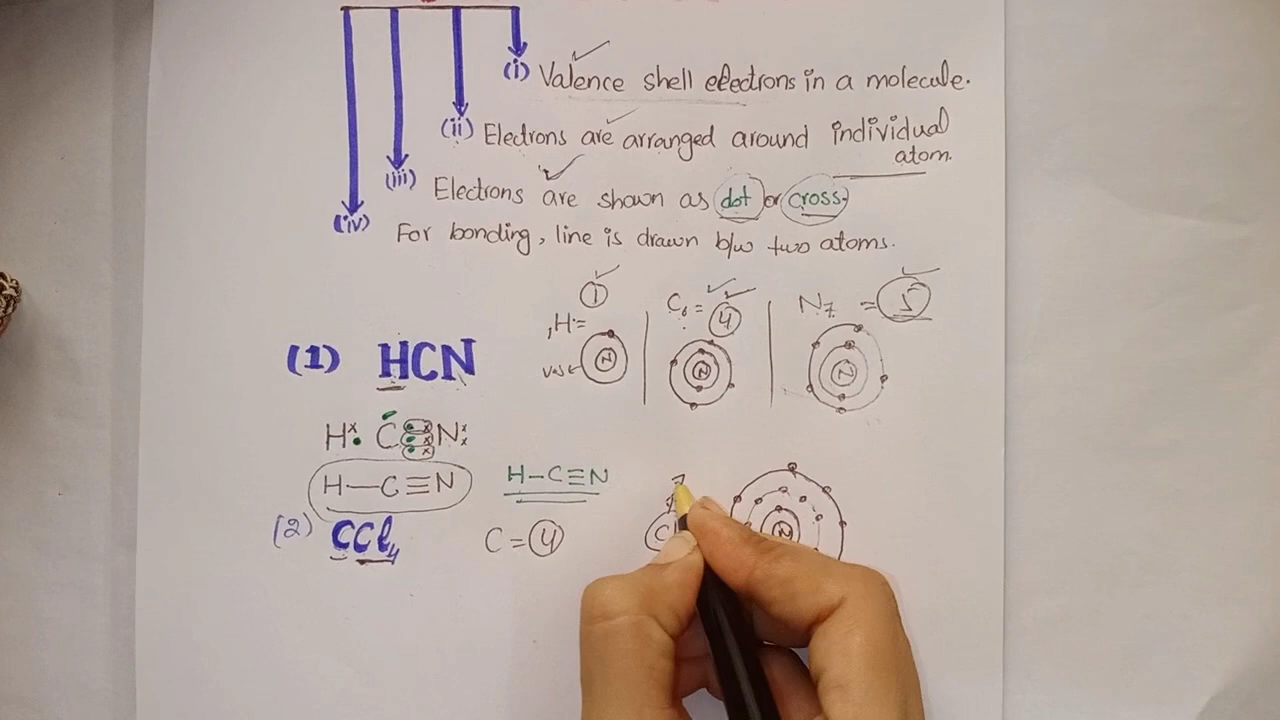 (i) Valence shell electrons in a molecule.
(ii) Electrons are arranged around individual
atom.
(iii) Electrons are shown as dot or cross.
(iv) For bonding, line is drawn b/w two atoms.
1
₁H = C₆ = 4 N₇ = 5
N N N
(1) HCN
H C N
H—C≡N H—C≡N
(2) CCl₄ C = 4 N